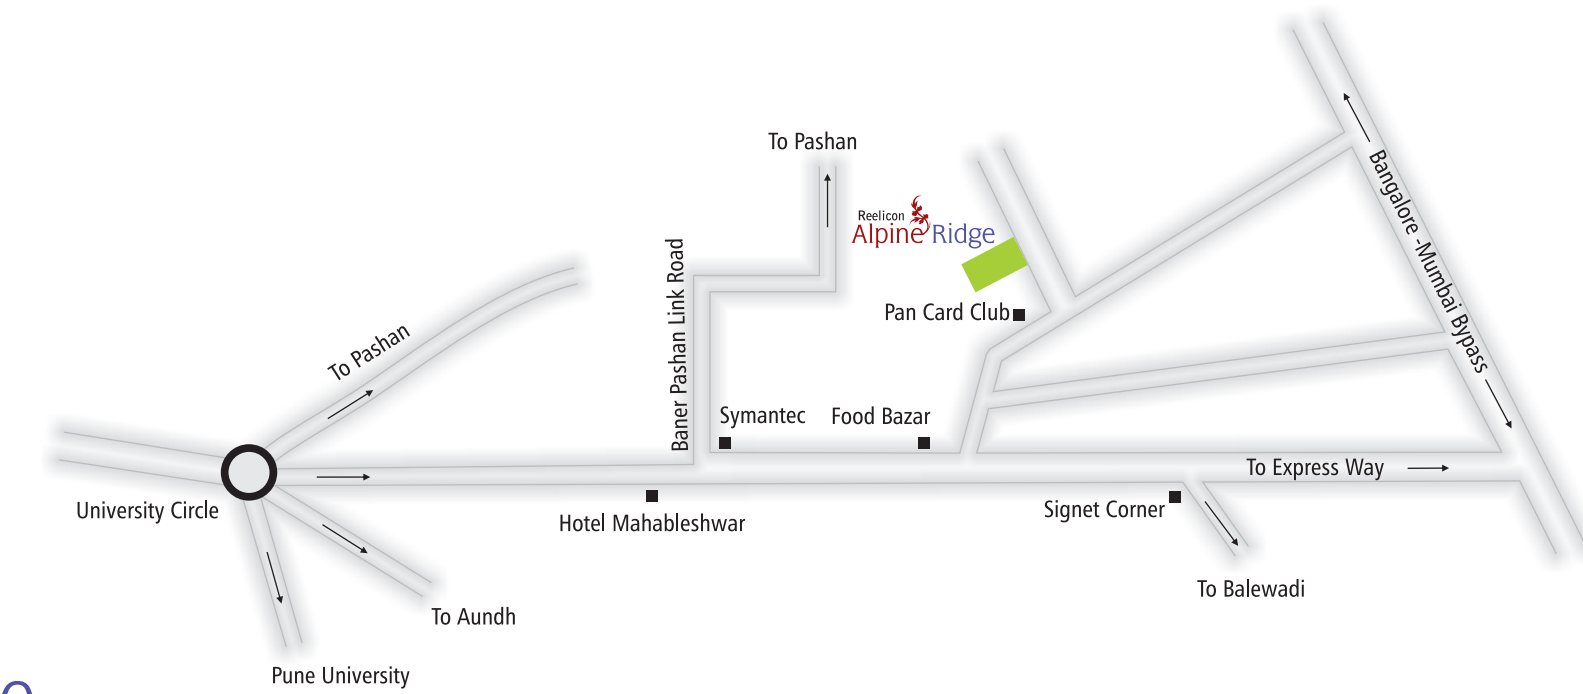 To Pashan
Reelicon
Alpine Ridge
Bangalore -Mumbai Bypass
Baner Pashan Link Road
Pan Card Club
To Pashan
Symantec
Food Bazar
To Express Way
University Circle
Hotel Mahableshwar
Signet Corner
To Balewadi
To Aundh
Pune University